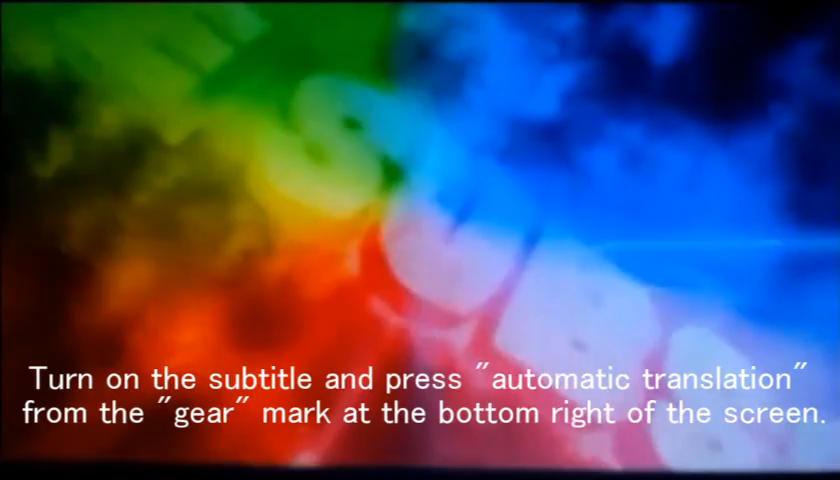 Turn on the subtitle and press "automatic translation"
from the "gear" mark at the bottom right of the screen.